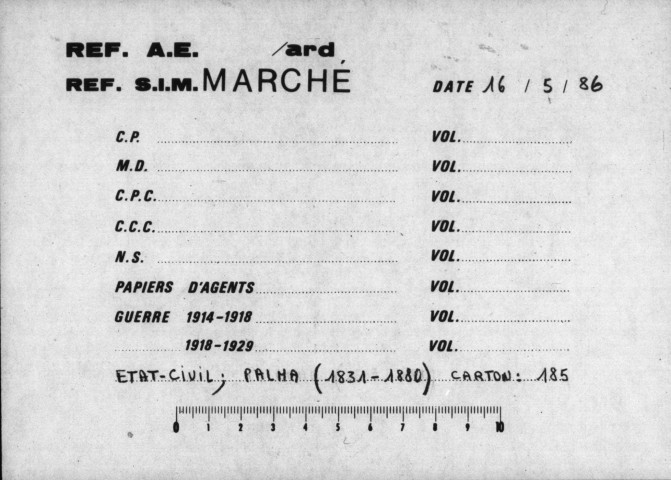 REF. A.E. /ard
REF. S.I.M. MARCHÉ DATE 16 / 5 / 86
C.P. VOL.
M.D. VOL.
C.P.C. VOL.
C.C.C. VOL.
N.S. VOL.
PAPIERS D'AGENTS VOL.
GUERRE 1914-1918 VOL.
1918-1929 VOL.
ETAT-CIVIL; PALMA (1831-1880) CARTON: 185
0 1 2 3 4 5 6 7 8 9 10